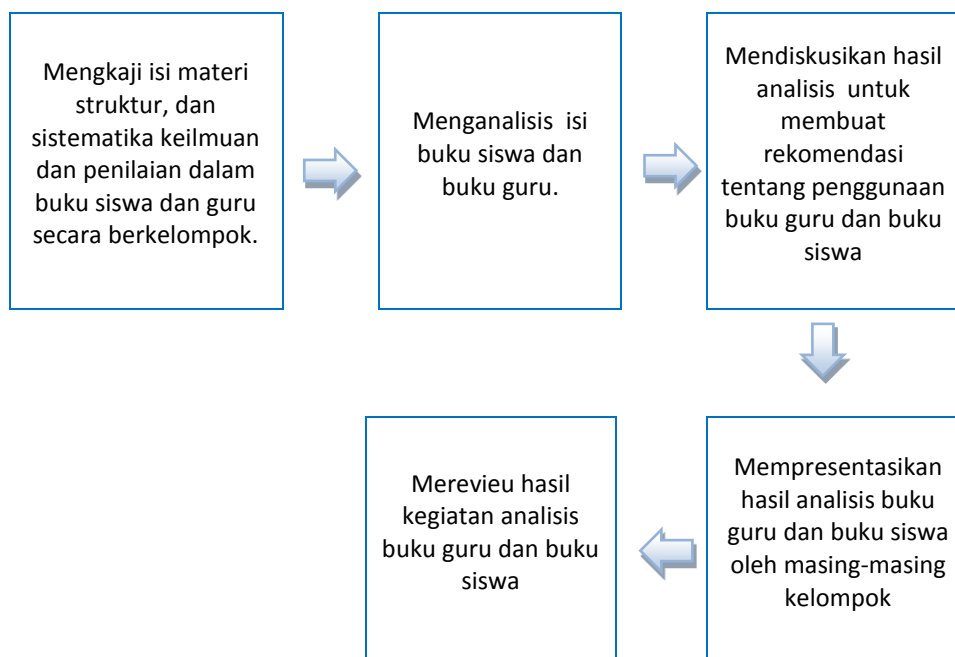 Mengkaji isi materi
struktur, dan
sistematika keilmuan
dan penilaian dalam
buku siswa dan guru
secara berkelompok.
Menganalisis isi
buku siswa dan
buku guru.
Mendiskusikan hasil
analisis untuk
membuat
rekomendasi
tentang penggunaan
buku guru dan buku
siswa
Mempresentasikan
hasil analisis buku
guru dan buku siswa
oleh masing-masing
kelompok
Merevieu hasil
kegiatan analisis
buku guru dan buku
siswa